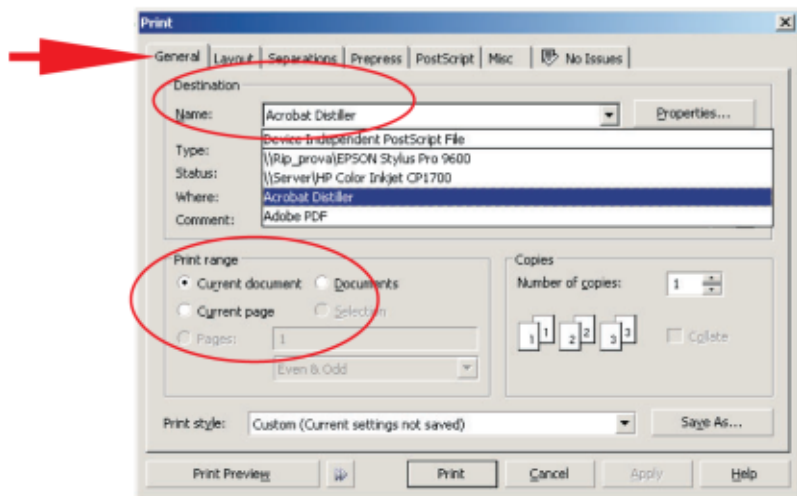 Print
General Layout Separations Prepress PostScript Misc No Issues
Destination
Name: Acrobat Distiller Properties...
Device Independent PostScript File
Type: \\Rip_prova\EPSON Stylus Pro 9600
Status: \\Server\HP Color Inkjet CP1700
Where: Acrobat Distiller
Comment: Adobe PDF
Print range Copies
Current document Documents Number of copies: 1
Current page Selection
1 1 2 2 3 3 Collate
Pages: 1
Even & Odd
Print style: Custom (Current settings not saved) Save As...
Print Preview Print Cancel Apply Help